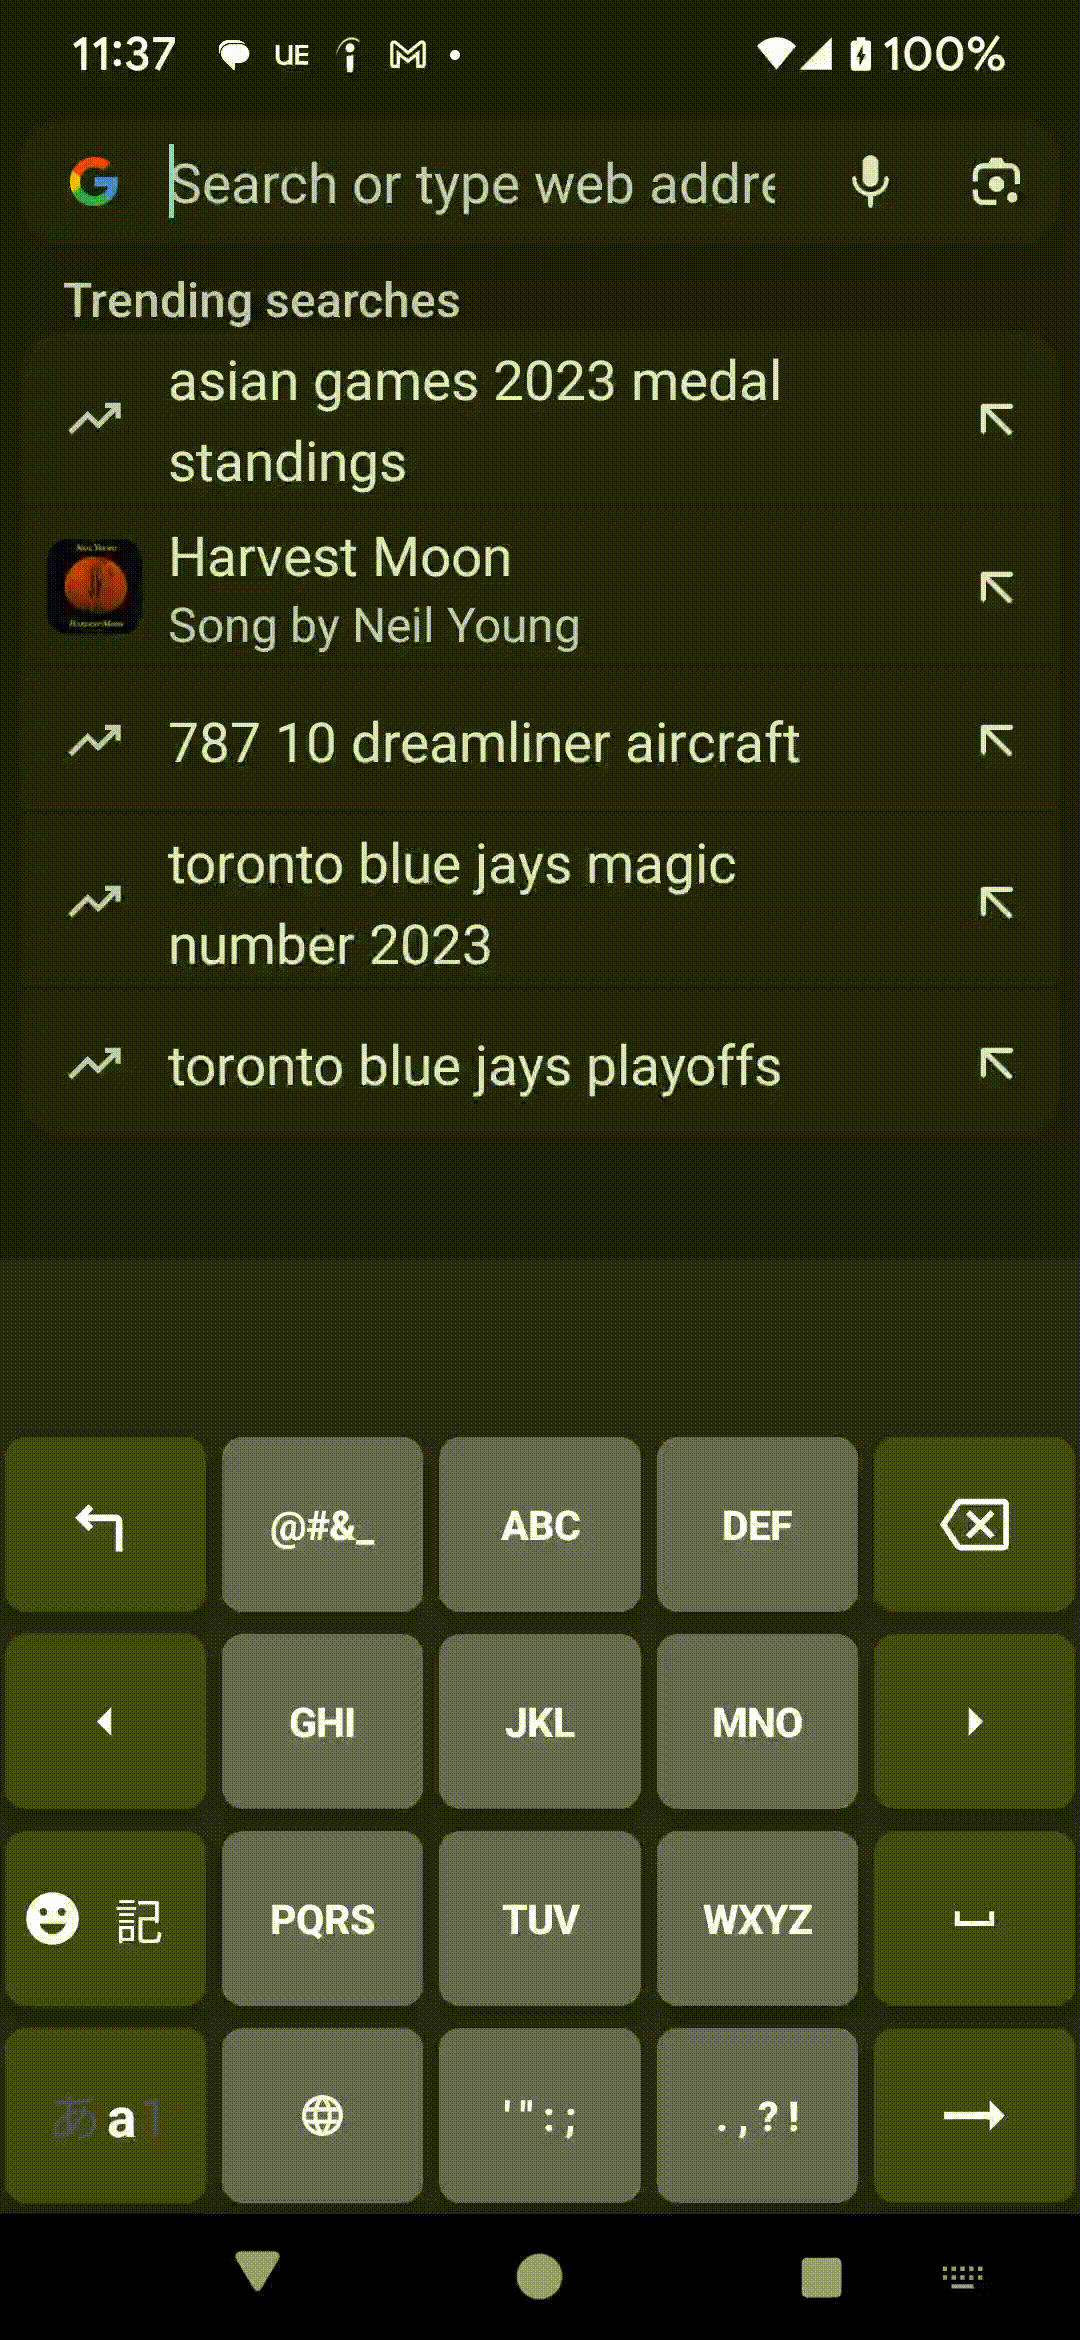 11:37 UE 100%
Search or type web addre
Trending searches
asian games 2023 medal
standings
Harvest Moon
Song by Neil Young
787 10 dreamliner aircraft
toronto blue jays magic
number 2023
toronto blue jays playoffs
@#&_ ABC DEF
GHI JKL MNO
記 PQRS TUV WXYZ
あa1 '":; .,?!